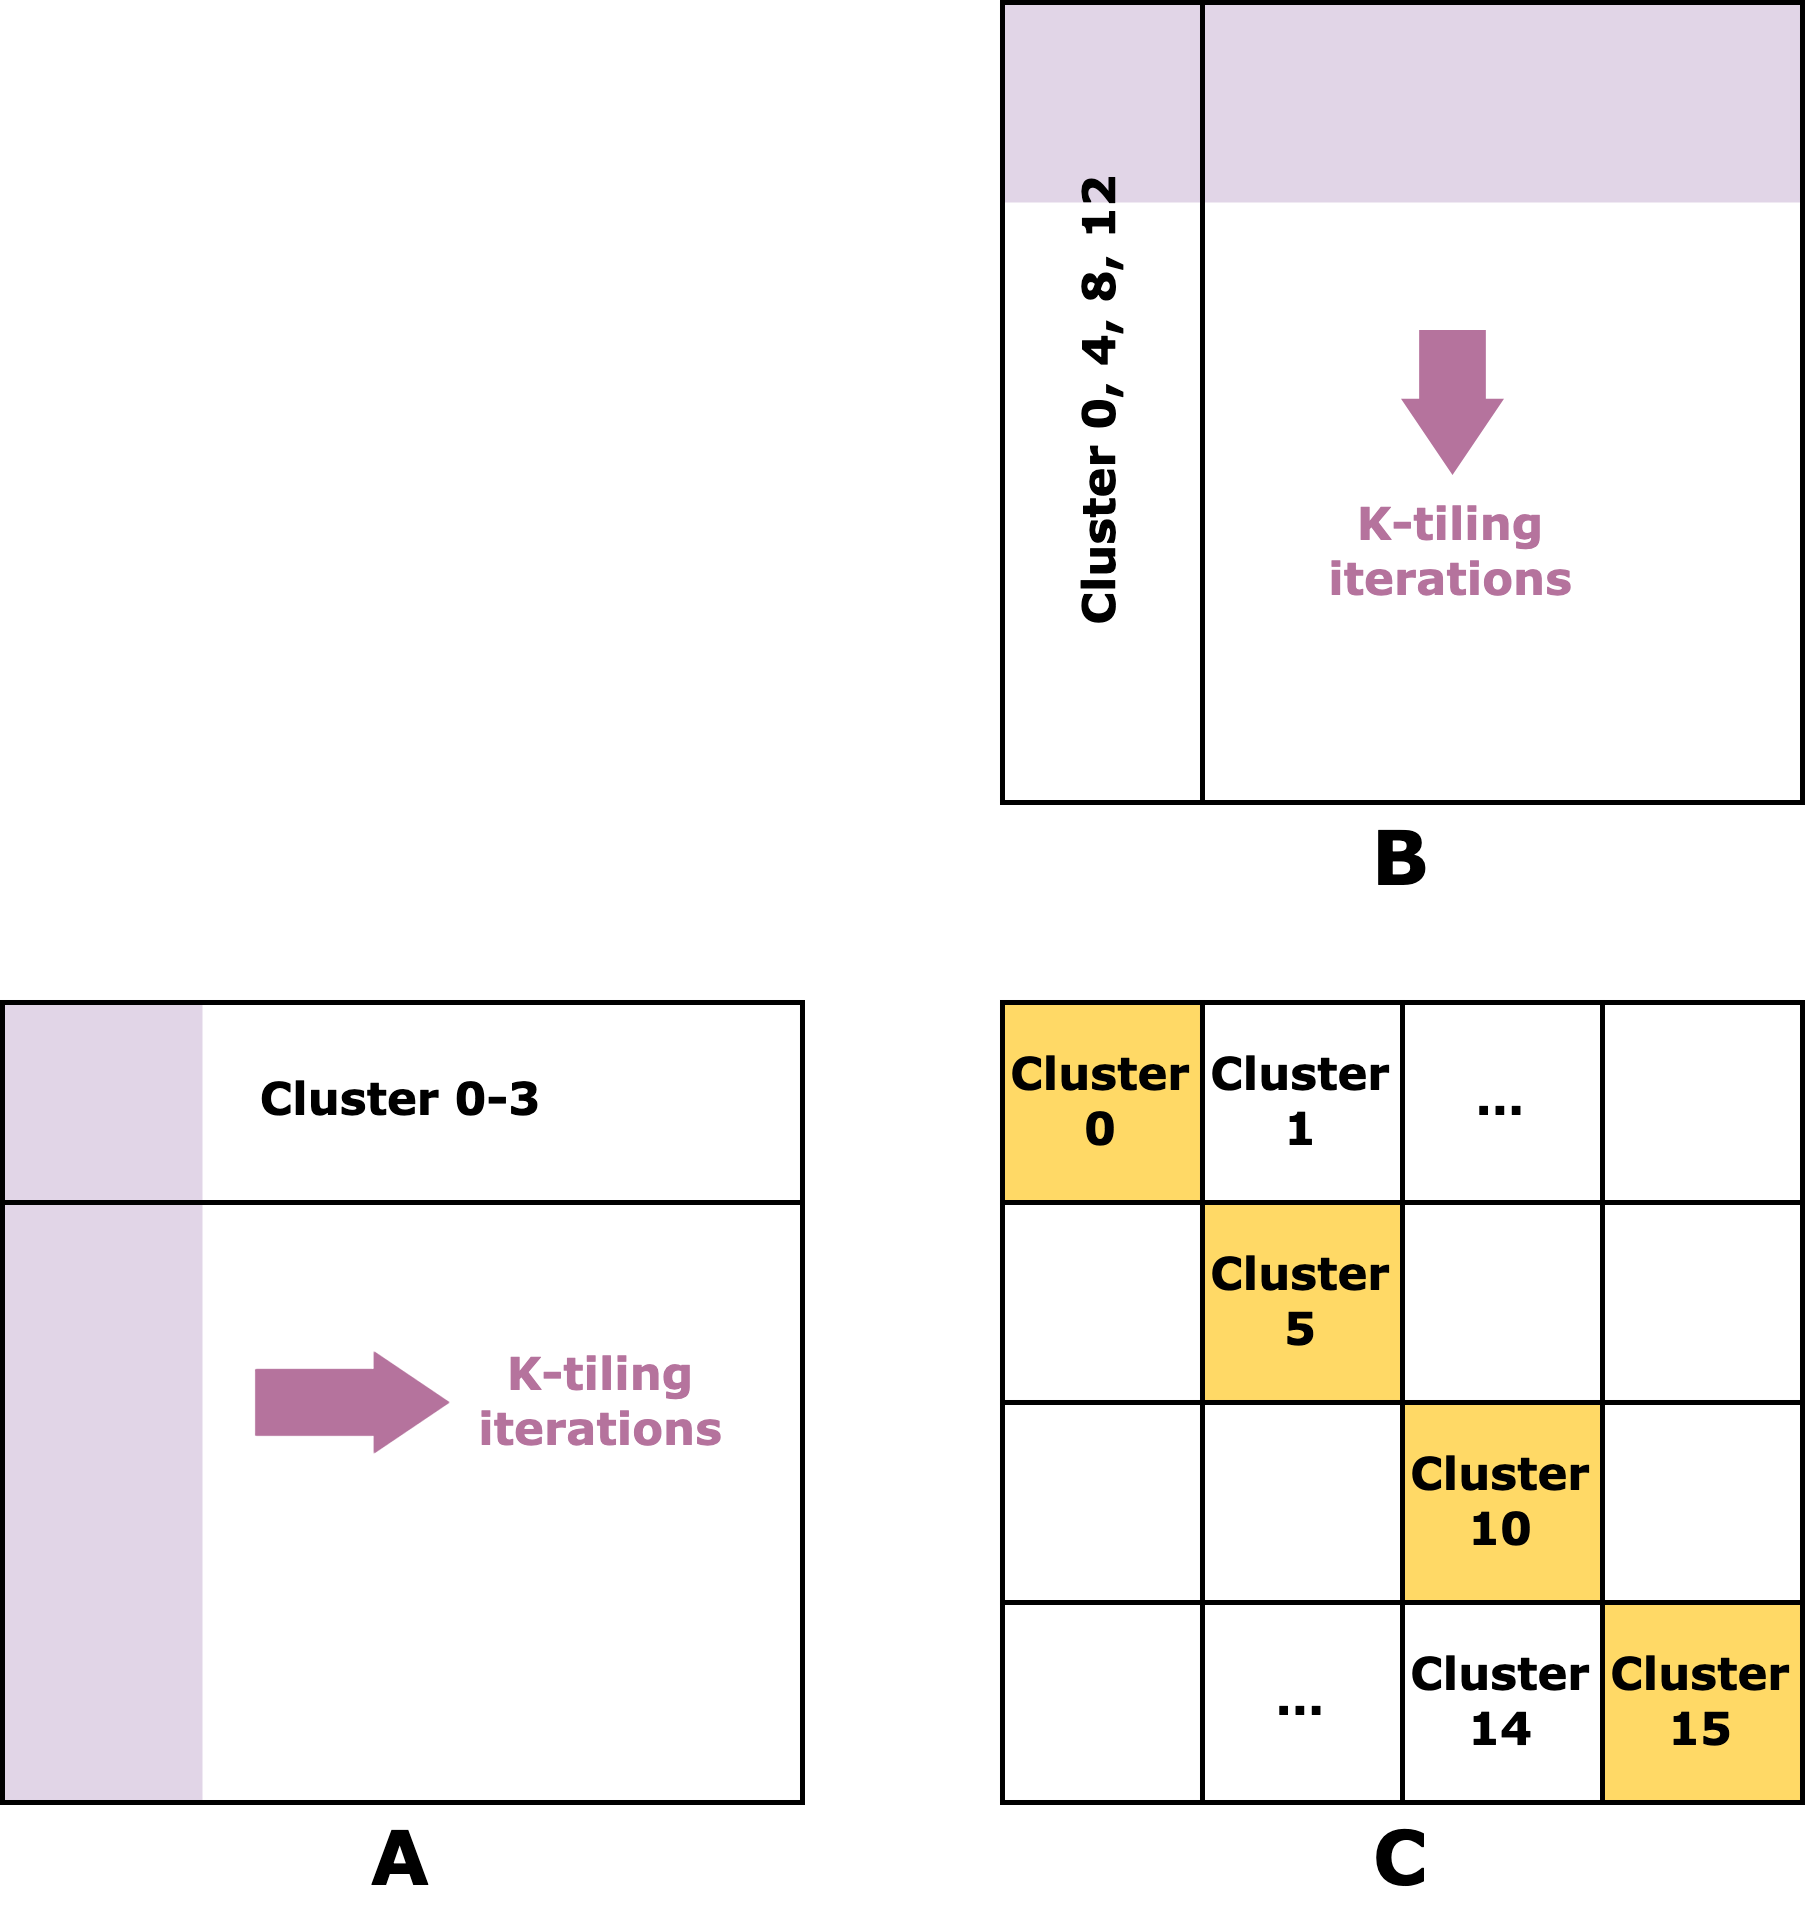 Cluster 0, 4, 8, 12
K-tiling
iterations
B
Cluster 0-3
K-tiling
iterations
A
Cluster
0
Cluster
1
...
Cluster
5
Cluster
10
...
Cluster
14
Cluster
15
C